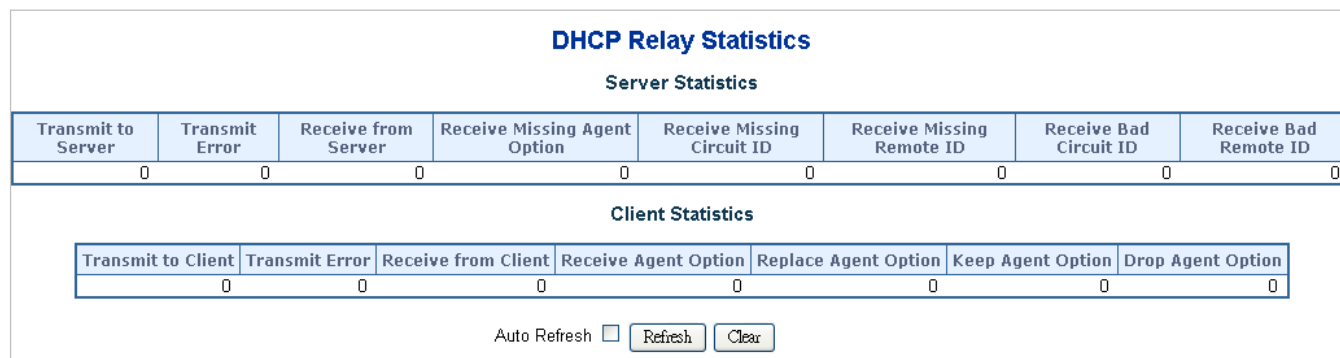 DHCP Relay Statistics
Server Statistics
Transmit to Server Transmit Error Receive from Server Receive Missing Agent Option Receive Missing Circuit ID Receive Missing Remote ID Receive Bad Circuit ID Receive Bad Remote ID
0 0 0 0 0 0 0 0
Client Statistics
Transmit to Client Transmit Error Receive from Client Receive Agent Option Replace Agent Option Keep Agent Option Drop Agent Option
0 0 0 0 0 0 0
Auto Refresh Refresh Clear